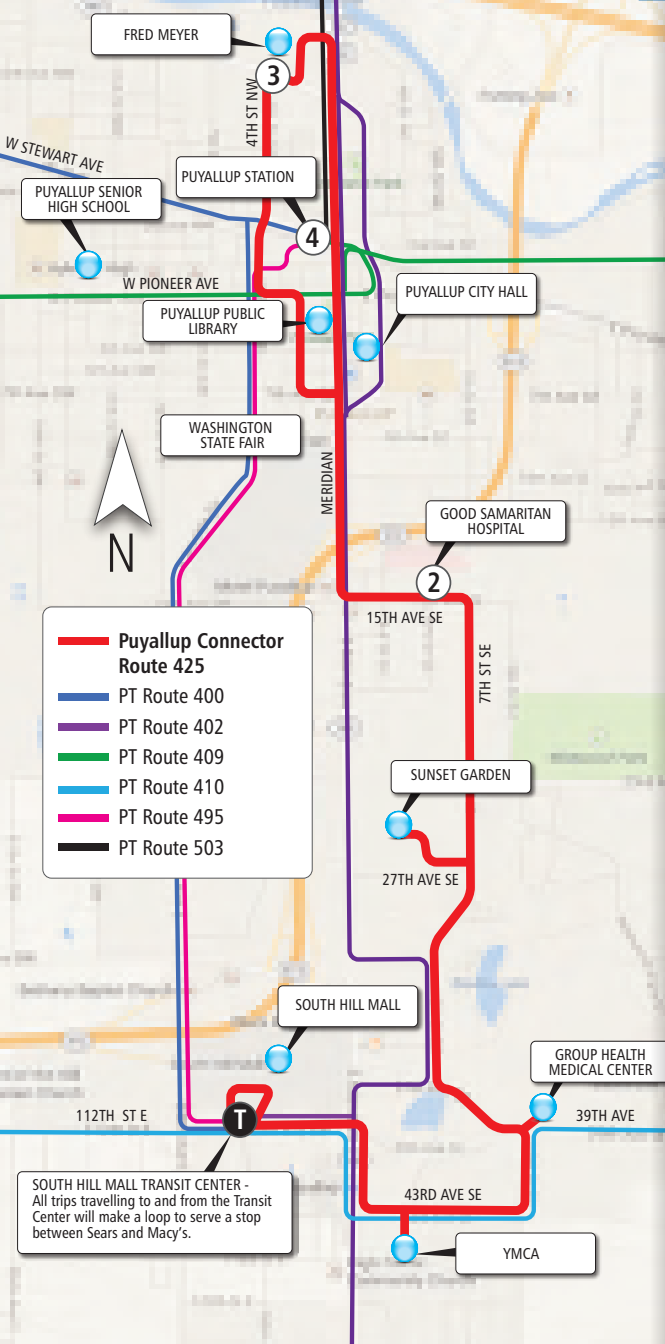 FRED MEYER
3
4TH ST NW
W STEWART AVE
PUYALLUP STATION
PUYALLUP SENIOR
HIGH SCHOOL
4
W PIONEER AVE
PUYALLUP CITY HALL
PUYALLUP PUBLIC
LIBRARY
WASHINGTON
STATE FAIR
MERIDIAN
N
GOOD SAMARITAN
HOSPITAL
2
15TH AVE SE
7TH ST SE
Puyallup Connector
Route 425
PT Route 400
PT Route 402
PT Route 409
PT Route 410
PT Route 495
PT Route 503
SUNSET GARDEN
27TH AVE SE
SOUTH HILL MALL
GROUP HEALTH
MEDICAL CENTER
112TH ST E
T
39TH AVE
SOUTH HILL MALL TRANSIT CENTER -
All trips travelling to and from the Transit
Center will make a loop to serve a stop
between Sears and Macy's.
43RD AVE SE
YMCA